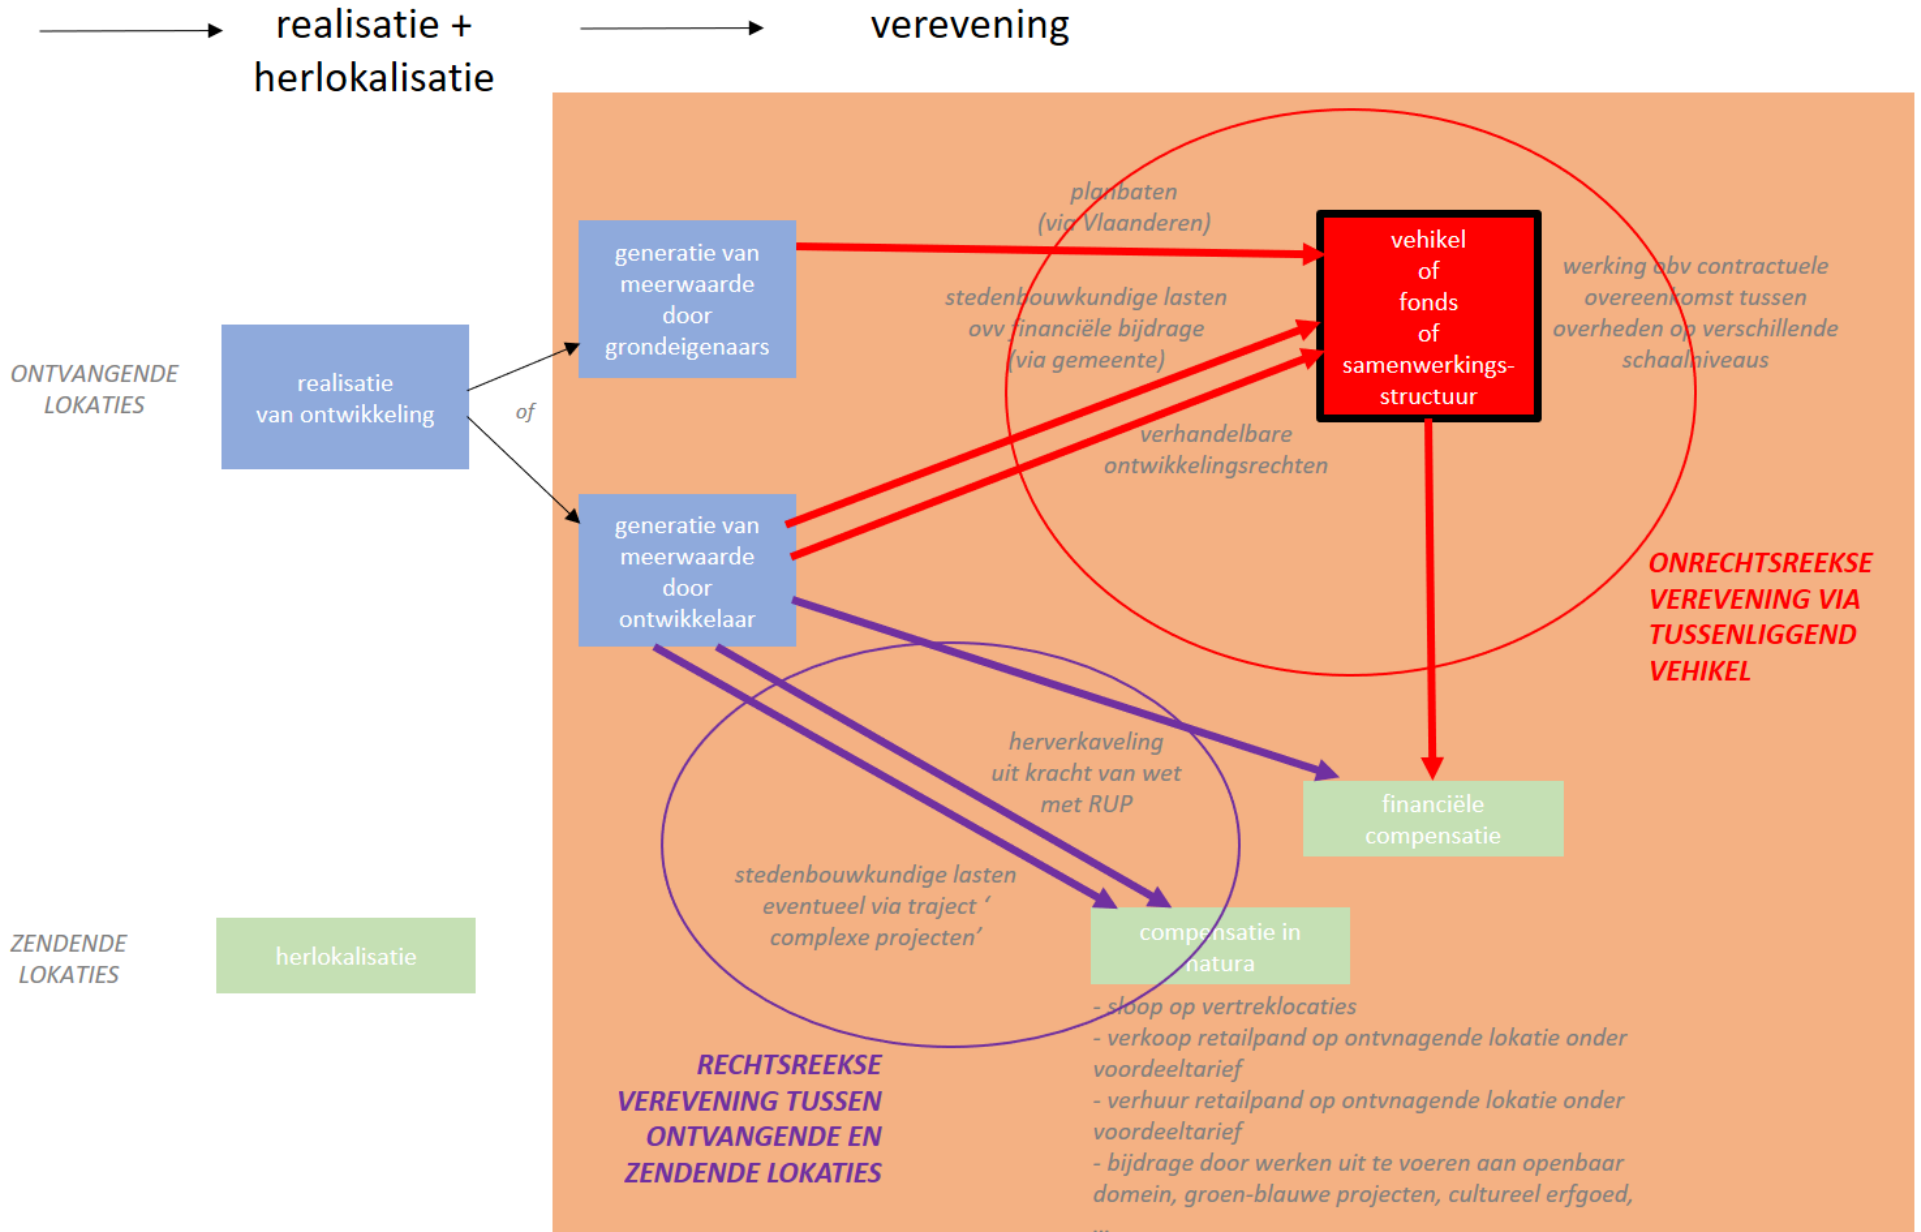 realisatie +
herlokalisatie
verevening
planbaten
(via Vlaanderen)
generatie van
meerwaarde
door
grondeigenaars
vehikel
of
fonds
of
samenwerkings-
structuur
werking obv contractuele
overeenkomst tussen
overheden op verschillende
schaalniveaus
stedenbouwkundige lasten
ovv financiële bijdrage
(via gemeente)
ONTVANGENDE
LOKATIES
realisatie
van ontwikkeling
of
verhandelbare
ontwikkelingsrechten
generatie van
meerwaarde
door
ontwikkelaar
ONRECHTSREEKSE
VEREVENING VIA
TUSSENLIGGEND
VEHIKEL
herverkaveling
uit kracht van wet
met RUP
financiële
compensatie
stedenbouwkundige lasten
eventueel via traject ‘
complexe projecten’
ZENDENDE
LOKATIES
herlokalisatie
compensatie in
natura
- sloop op vertreklocaties
- verkoop retailpand op ontvnagende lokatie onder
voordeeltarief
- verhuur retailpand op ontvnagende lokatie onder
voordeeltarief
- bijdrage door werken uit te voeren aan openbaar
domein, groen-blauwe projecten, cultureel erfgoed,
...
RECHTSREEKSE
VEREVENING TUSSEN
ONTVANGENDE EN
ZENDENDE LOKATIES